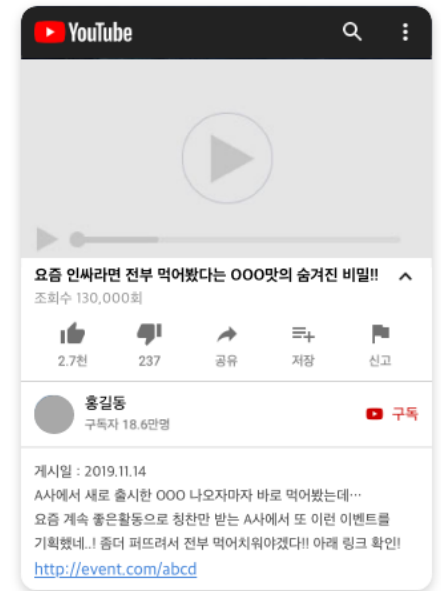 YouTube
요즘 인싸라면 전부 먹어봤다는 OOO맛의 숨겨진 비밀!!
조회수 130,000회
2.7천 237 공유 저장 신고
홍길동
구독자 18.6만명
구독
게시일 : 2019.11.14
A사에서 새로 출시한 OOO 나오자마자 바로 먹어봤는데…
요즘 계속 좋은활동으로 칭찬만 받는 A사에서 또 이런 이벤트를
기획했네..! 좀더 퍼뜨려서 전부 먹어치워야겠다!! 아래 링크 확인!
http://event.com/abcd